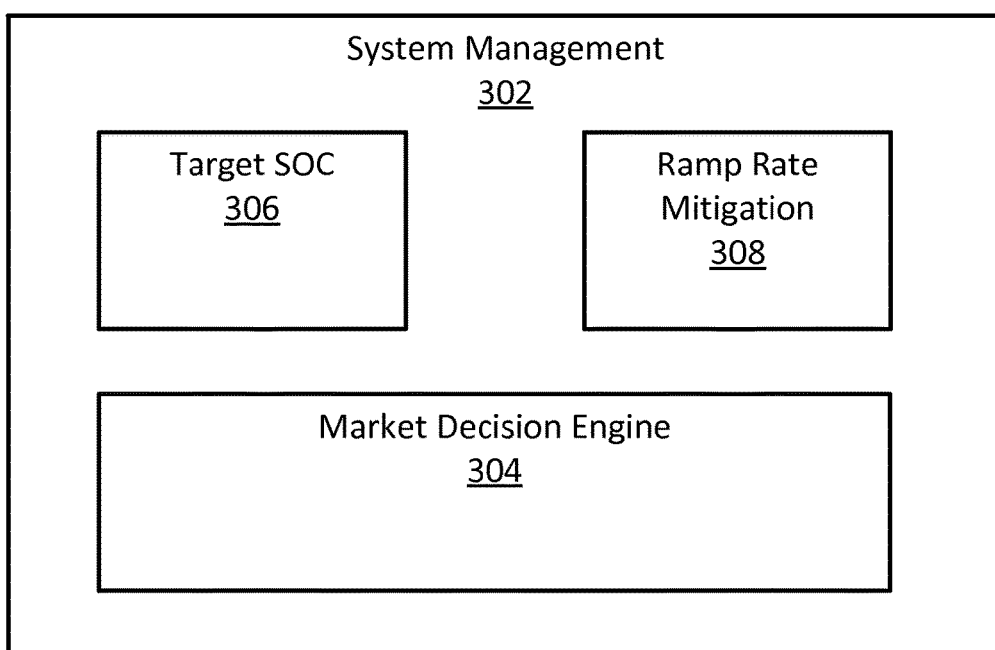 System Management
302
Target SOC
306
Ramp Rate
Mitigation
308
Market Decision Engine
304